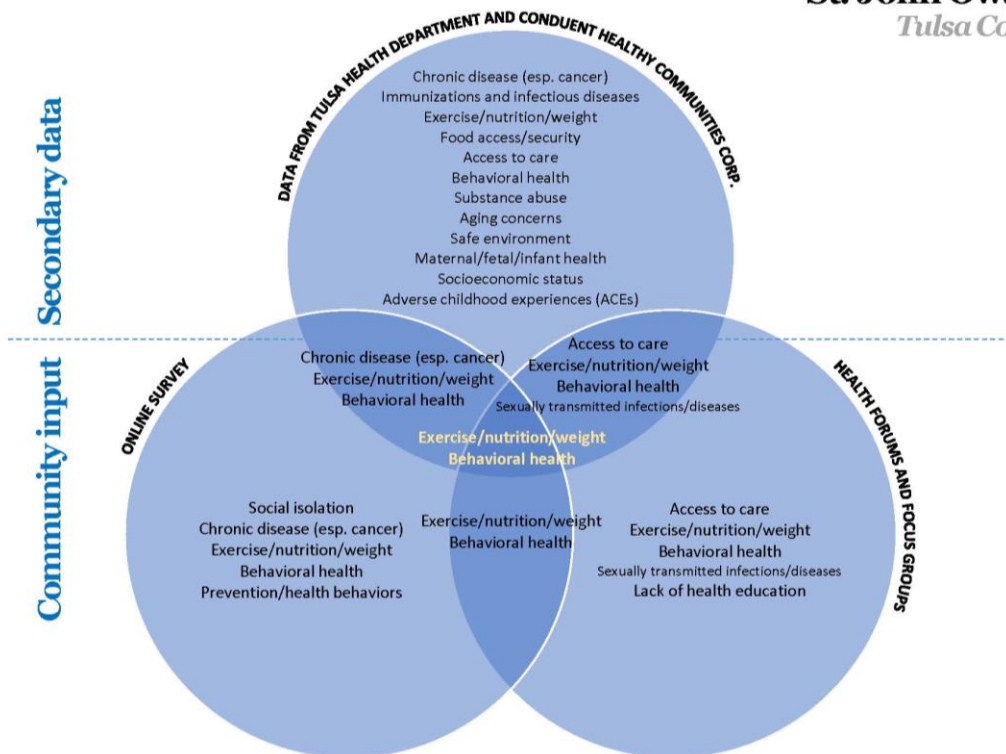 St. John Ow
Tulsa Co
DATA FROM TULSA HEALTH DEPARTMENT AND CONDUENT HEALTHY COMMUNITIES CORP.
Secondary data
Chronic disease (esp. cancer)
Immunizations and infectious diseases
Exercise/nutrition/weight
Food access/security
Access to care
Behavioral health
Substance abuse
Aging concerns
Safe environment
Maternal/fetal/infant health
Socioeconomic status
Adverse childhood experiences (ACEs)
Chronic disease (esp. cancer)
Exercise/nutrition/weight
Behavioral health
Access to care
Exercise/nutrition/weight
Behavioral health
Sexually transmitted infections/diseases
Exercise/nutrition/weight
Behavioral health
Community input
ONLINE SURVEY
Social isolation
Chronic disease (esp. cancer)
Exercise/nutrition/weight
Behavioral health
Prevention/health behaviors
Exercise/nutrition/weight
Behavioral health
Access to care
Exercise/nutrition/weight
Behavioral health
Sexually transmitted infections/diseases
Lack of health education
HEALTH FORUMS AND FOCUS GROUPS